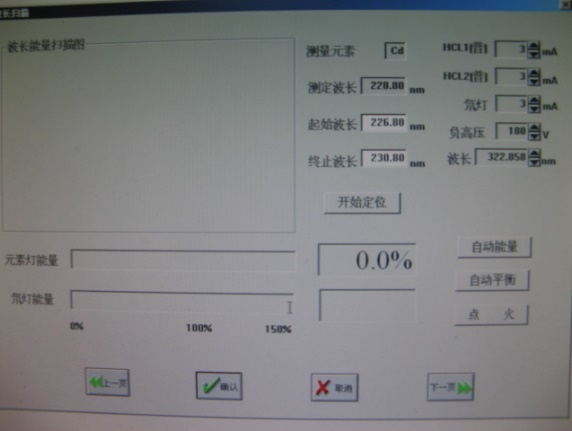 波长扫描
波长能量扫描图
测量元素 Cd
测定波长 228.80 nm
起始波长 226.80 nm
终止波长 230.80 nm
开始定位
HCL1[普] 3 mA
HCL2[普] 3 mA
氘灯 3 mA
负高压 180 V
波长 322.858 nm
元素灯能量
0.0%
自动能量
氘灯能量
自动平衡
0% 100% 150%
点 火
上一页 确认 取消 下一页